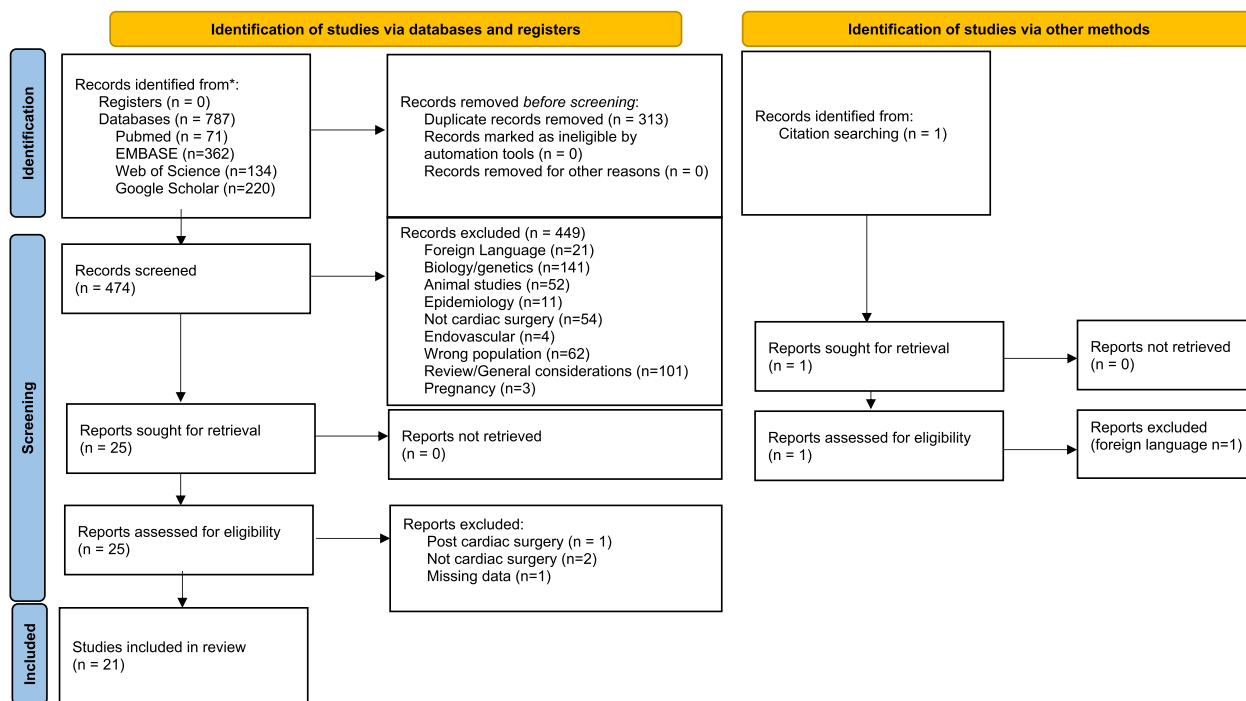 Identification of studies via databases and registers
Identification of studies via other methods
Identification
Records identified from*:
Registers (n = 0)
Databases (n = 787)
Pubmed (n = 71)
EMBASE (n=362)
Web of Science (n=134)
Google Scholar (n=220)
Records removed before screening:
Duplicate records removed (n = 313)
Records marked as ineligible by
automation tools (n = 0)
Records removed for other reasons (n = 0)
Records identified from:
Citation searching (n = 1)
Screening
Records screened
(n = 474)
Records excluded (n = 449)
Foreign Language (n=21)
Biology/genetics (n=141)
Animal studies (n=52)
Epidemiology (n=11)
Not cardiac surgery (n=54)
Endovascular (n=4)
Wrong population (n=62)
Review/General considerations (n=101)
Pregnancy (n=3)
Reports sought for retrieval
(n = 1)
Reports not retrieved
(n = 0)
Reports sought for retrieval
(n = 25)
Reports not retrieved
(n = 0)
Reports assessed for eligibility
(n = 1)
Reports excluded
(foreign language n=1)
Reports assessed for eligibility
(n = 25)
Reports excluded:
Post cardiac surgery (n = 1)
Not cardiac surgery (n=2)
Missing data (n=1)
Included
Studies included in review
(n = 21)